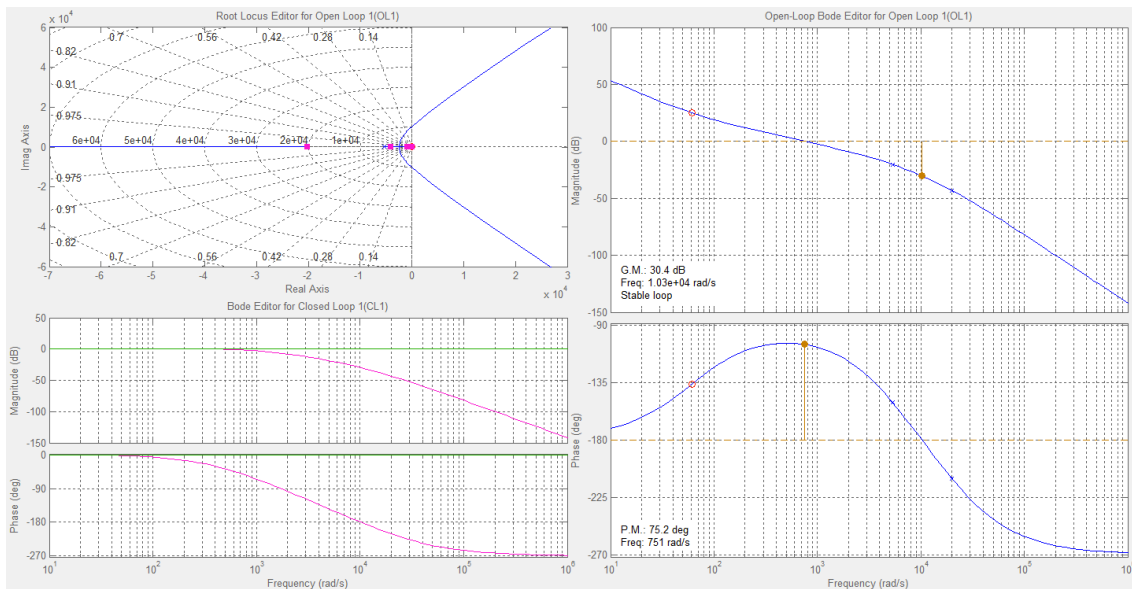 Root Locus Editor for Open Loop 1(OL1)
x 10^4
6
4
2
0
-2
-4
-6
Imag Axis
0.7 0.56 0.42 0.28 0.14
0.82
0.91
0.975
6e+04 5e+04 4e+04 3e+04 2e+04 1e+04
0.975
0.91
0.82
0.7 0.56 0.42 0.28 0.14
-7 -6 -5 -4 -3 -2 -1 0 1 2 3
Real Axis
x 10^4
Bode Editor for Closed Loop 1(CL1)
50
0
-50
-100
-150
Magnitude (dB)
0
-90
-180
-270
Phase (deg)
10^1 10^2 10^3 10^4 10^5 10^6
Frequency (rad/s)
Open-Loop Bode Editor for Open Loop 1(OL1)
100
50
0
-50
-100
-150
Magnitude (dB)
G.M.: 30.4 dB
Freq: 1.03e+04 rad/s
Stable loop
-90
-135
-180
-225
-270
Phase (deg)
P.M.: 75.2 deg
Freq: 751 rad/s
10^1 10^2 10^3 10^4 10^5 10^6
Frequency (rad/s)